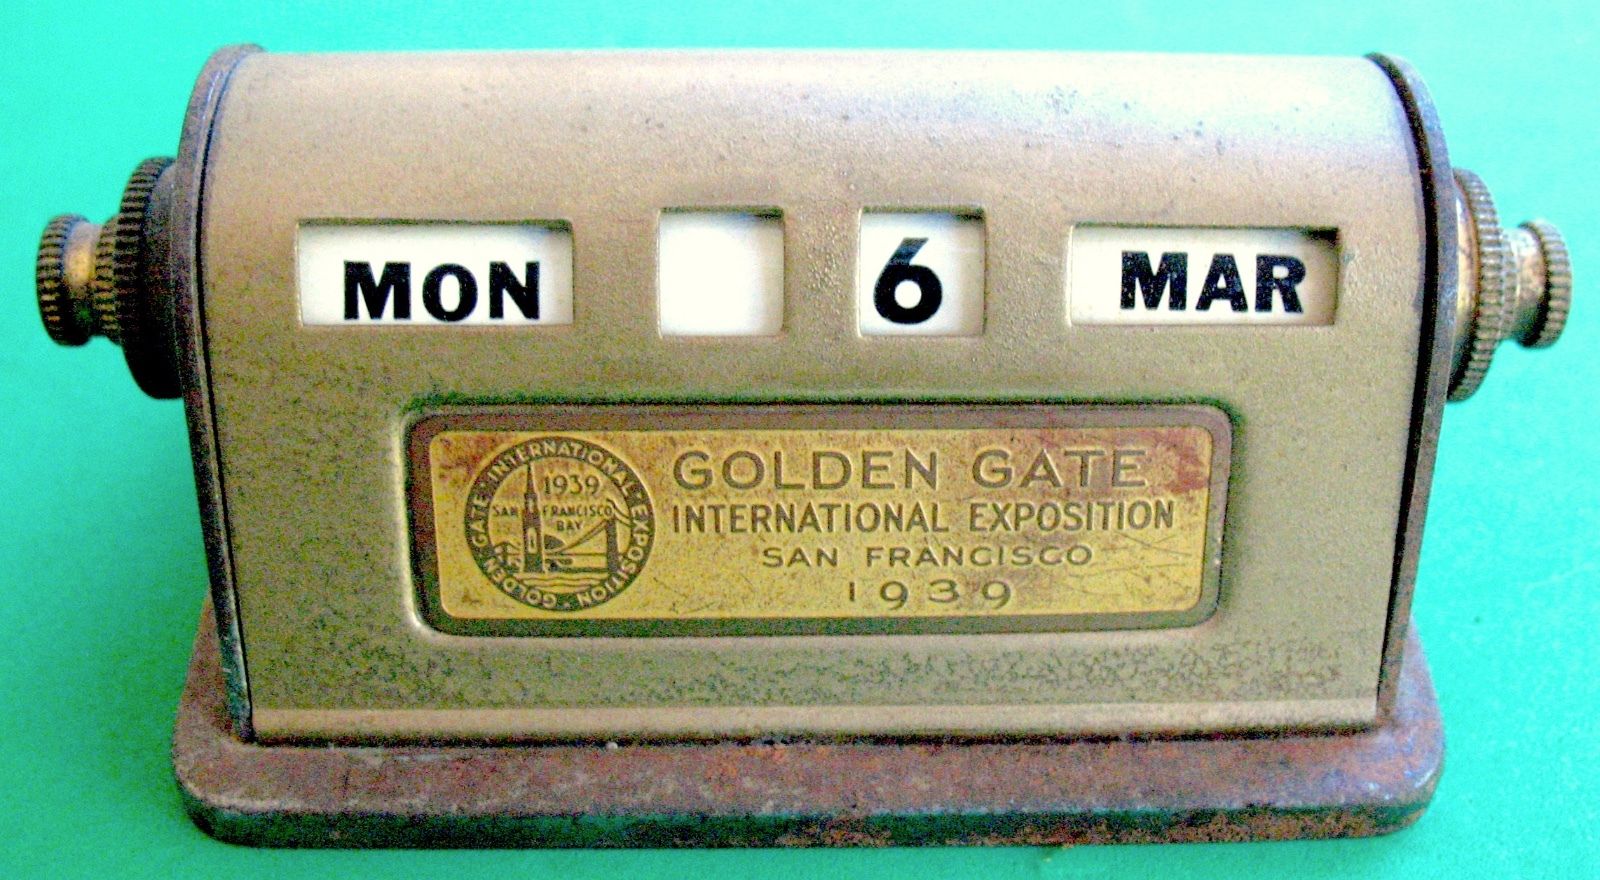 MON 6 MAR
GOLDEN GATE INTERNATIONAL EXPOSITION
1939
SAN FRANCISCO
BAY
GOLDEN GATE
INTERNATIONAL EXPOSITION
SAN FRANCISCO
1939